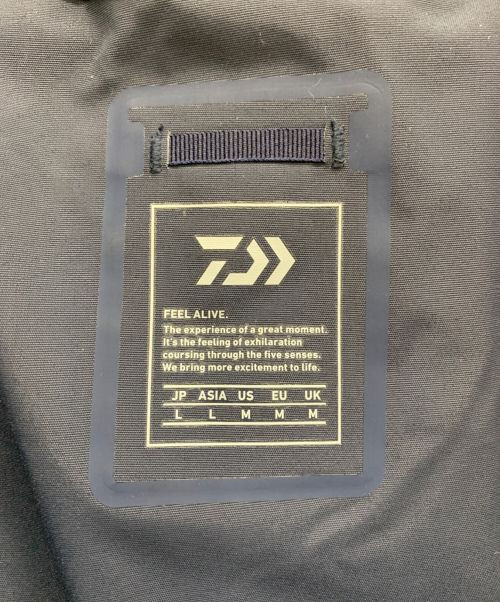 FEEL ALIVE.
The experience of a great moment.
It's the feeling of exhilaration
coursing through the five senses.
We bring more excitement to life.
JP ASIA US EU UK
L L M M M